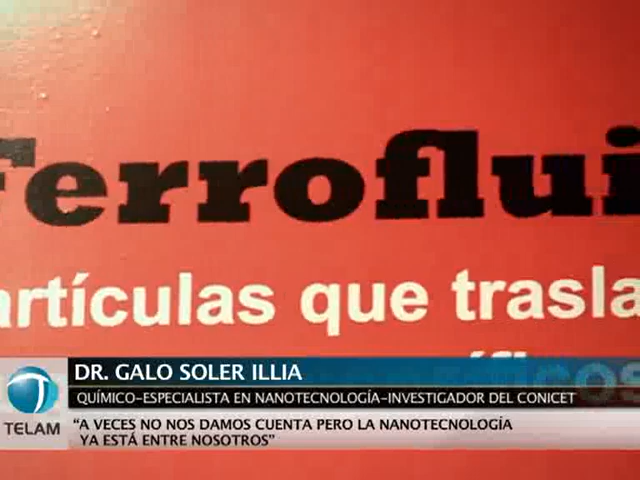 Ferroflui
artículas que trasla
DR. GALO SOLER ILLIA
QUÍMICO-ESPECIALISTA EN NANOTECNOLOGÍA-INVESTIGADOR DEL CONICET
TELAM
"A VECES NO NOS DAMOS CUENTA PERO LA NANOTECNOLOGÍA
YA ESTÁ ENTRE NOSOTROS"